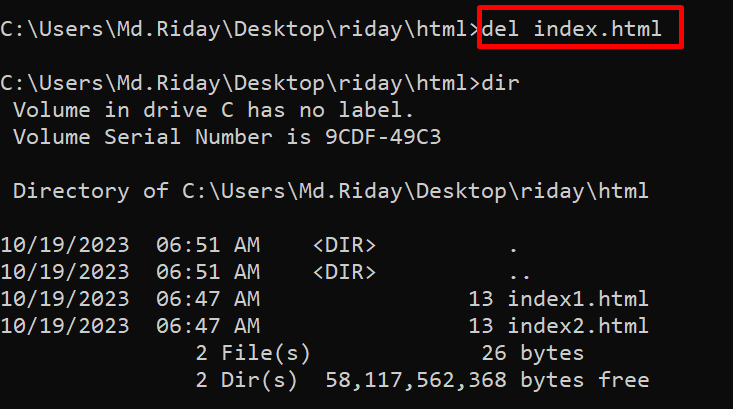 C:\Users\Md.Riday\Desktop\riday\html>del index.html
C:\Users\Md.Riday\Desktop\riday\html>dir
 Volume in drive C has no label.
 Volume Serial Number is 9CDF-49C3
 Directory of C:\Users\Md.Riday\Desktop\riday\html
10/19/2023  06:51 AM    <DIR>          .
10/19/2023  06:51 AM    <DIR>          ..
10/19/2023  06:47 AM                13 index1.html
10/19/2023  06:47 AM                13 index2.html
               2 File(s)             26 bytes
               2 Dir(s)  58,117,562,368 bytes free